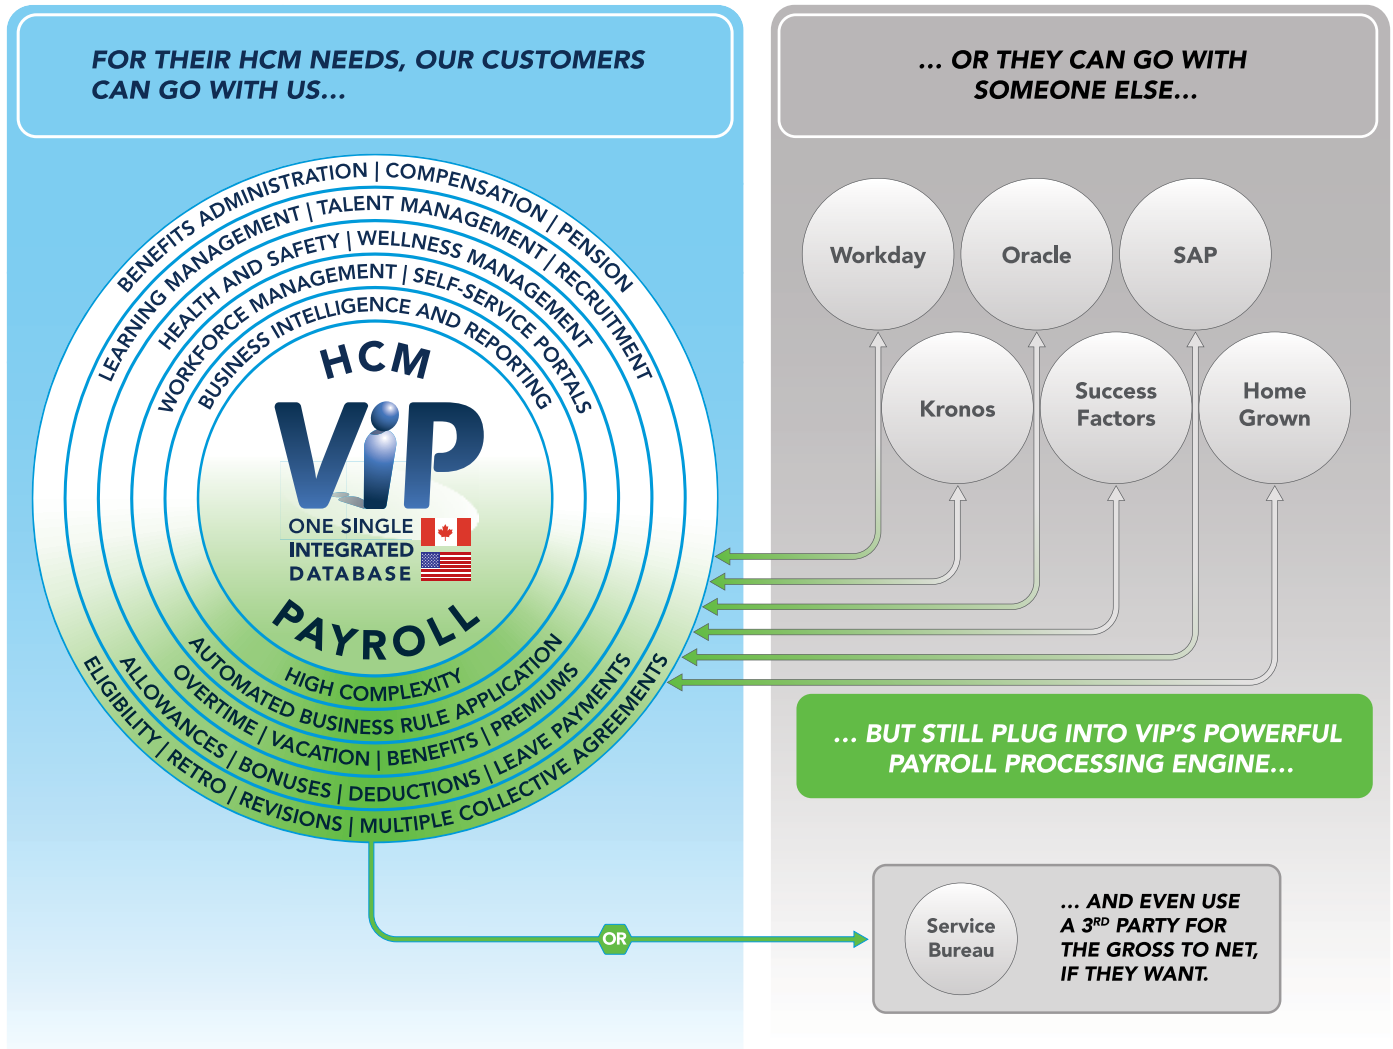 FOR THEIR HCM NEEDS, OUR CUSTOMERS
CAN GO WITH US...
BENEFITS ADMINISTRATION | COMPENSATION | PENSION
LEARNING MANAGEMENT | TALENT MANAGEMENT | RECRUITMENT
HEALTH AND SAFETY | WELLNESS MANAGEMENT
WORKFORCE MANAGEMENT | SELF-SERVICE PORTALS
BUSINESS INTELLIGENCE AND REPORTING
HCM
ViP
ONE SINGLE
INTEGRATED
DATABASE
PAYROLL
HIGH COMPLEXITY
AUTOMATED BUSINESS RULE APPLICATION
OVERTIME | VACATION | BENEFITS | PREMIUMS
ALLOWANCES | BONUSES | DEDUCTIONS | LEAVE PAYMENTS
ELIGIBILITY | RETRO | REVISIONS | MULTIPLE COLLECTIVE AGREEMENTS
OR
... OR THEY CAN GO WITH
SOMEONE ELSE...
Workday
Oracle
SAP
Kronos
Success
Factors
Home
Grown
... BUT STILL PLUG INTO VIP'S POWERFUL
PAYROLL PROCESSING ENGINE...
Service
Bureau
... AND EVEN USE
A 3RD PARTY FOR
THE GROSS TO NET,
IF THEY WANT.